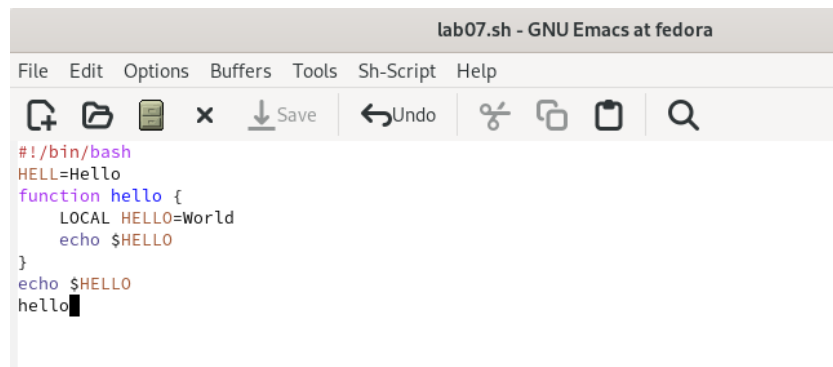 lab07.sh - GNU Emacs at fedora
File Edit Options Buffers Tools Sh-Script Help
Save Undo
#!/bin/bash
HELL=Hello
function hello {
    LOCAL HELLO=World
    echo $HELLO
}
echo $HELLO
hello